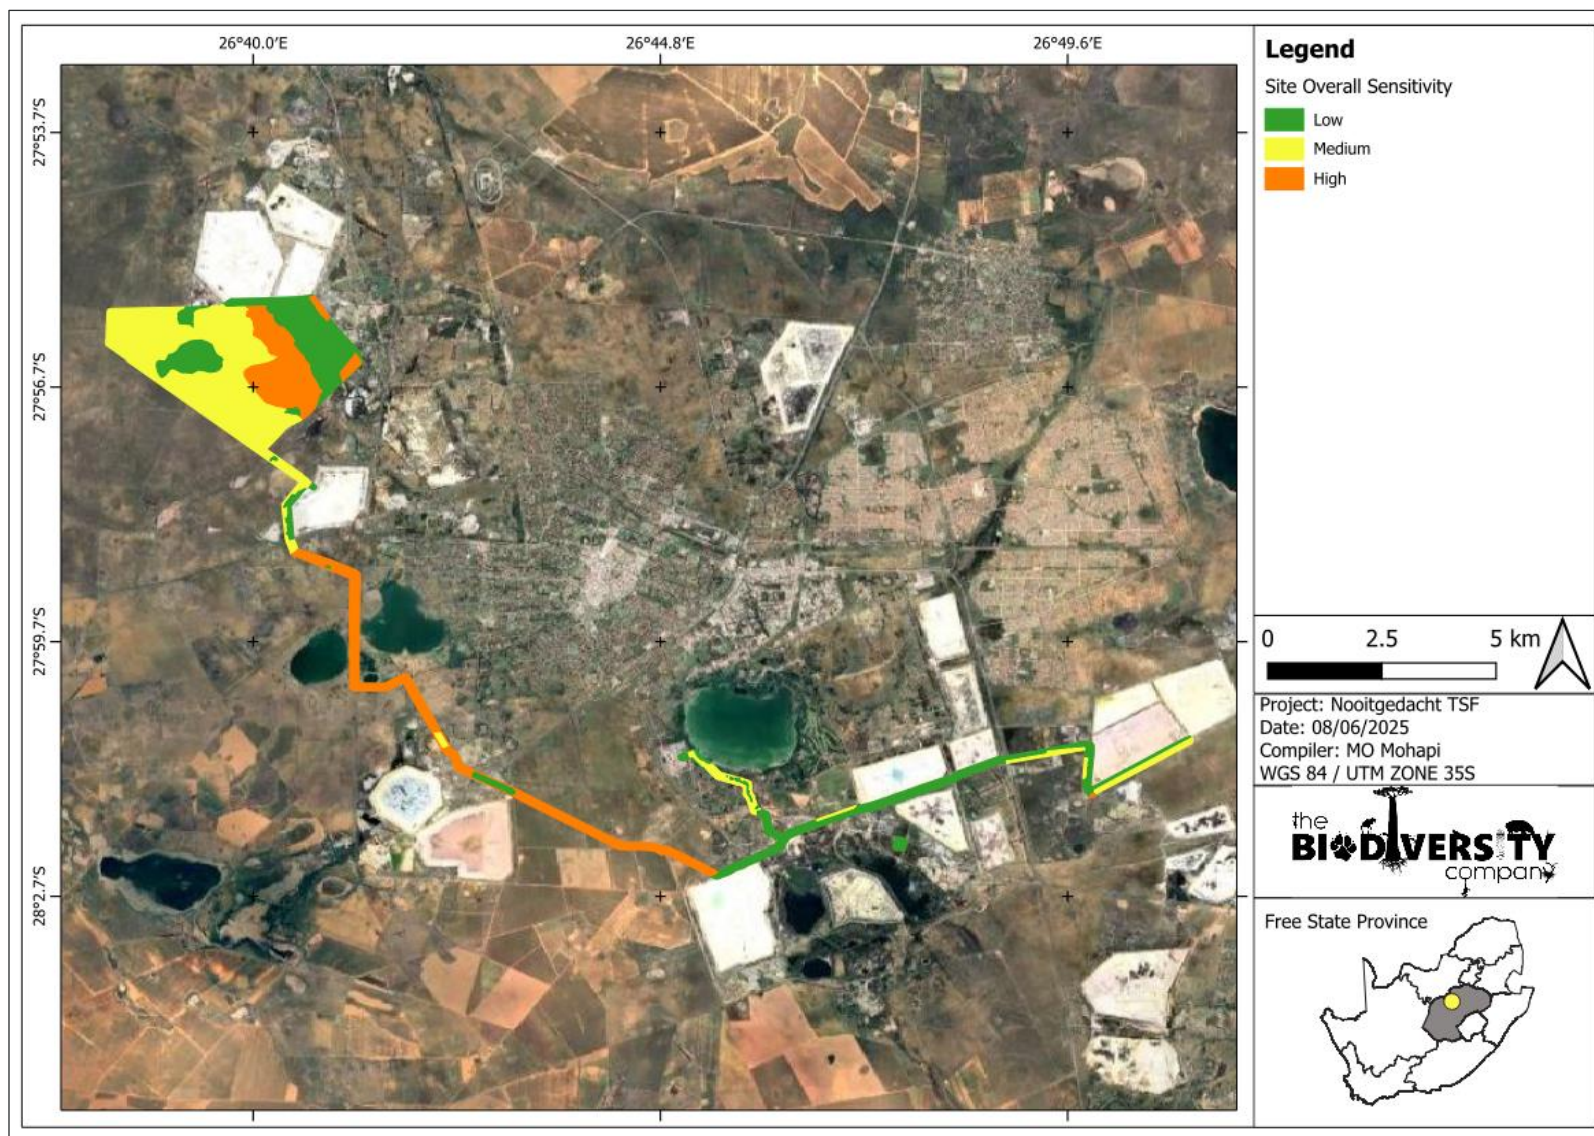 26°40.0'E
26°44.8'E
26°49.6'E
27°53.7'S
27°56.7'S
27°59.7'S
28°2.7'S
Legend
Site Overall Sensitivity
Low
Medium
High
0 2.5 5 km
Project: Nooitgedacht TSF
Date: 08/06/2025
Compiler: MO Mohapi
WGS 84 / UTM ZONE 35S
the
BIODIVERSITY
company
Free State Province